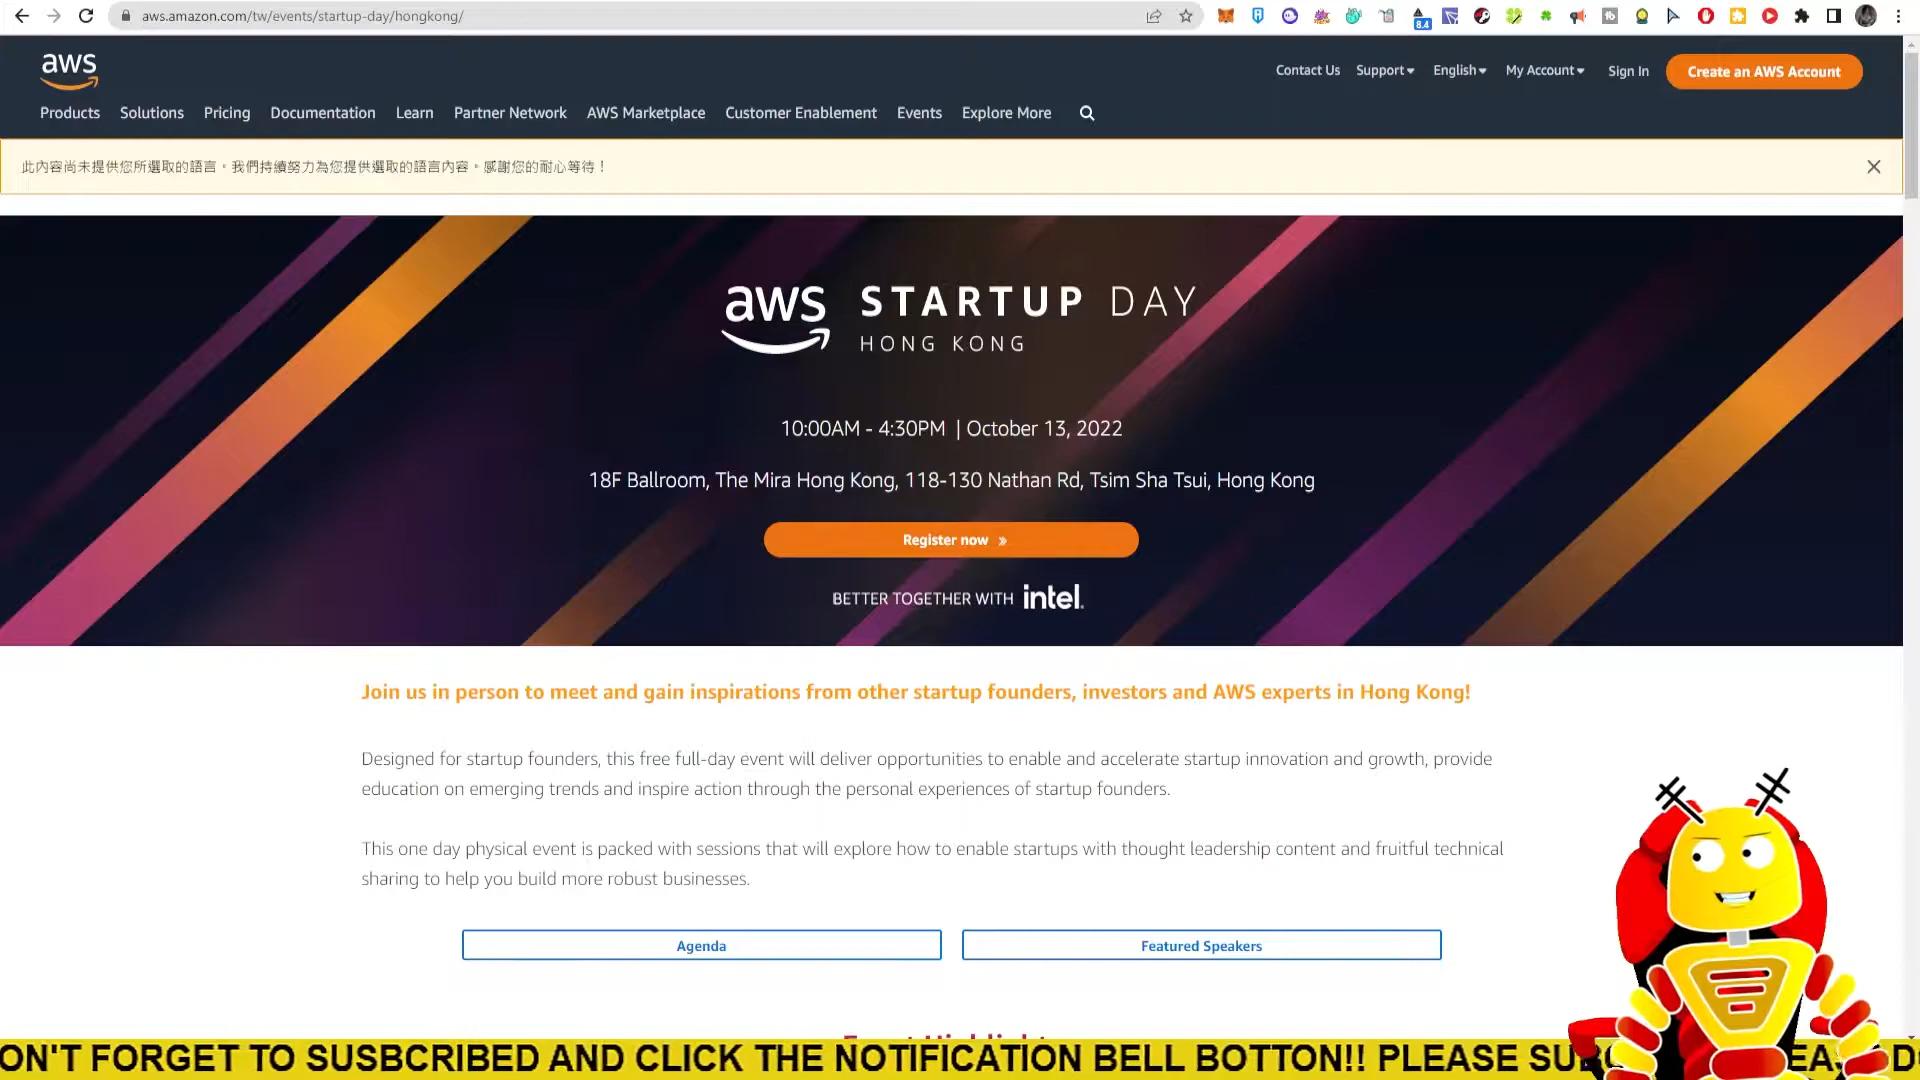 aws.amazon.com/tw/events/startup-day/hongkong/
8.4
aws
Contact Us Support English My Account Sign In Create an AWS Account
Products Solutions Pricing Documentation Learn Partner Network AWS Marketplace Customer Enablement Events Explore More
此內容尚未提供您所選取的語言。我們持續努力為您提供選取的語言內容。感謝您的耐心等待！
aws STARTUP DAY
HONG KONG
10:00AM - 4:30PM | October 13, 2022
18F Ballroom, The Mira Hong Kong, 118-130 Nathan Rd, Tsim Sha Tsui, Hong Kong
Register now »
BETTER TOGETHER WITH intel.
Join us in person to meet and gain inspirations from other startup founders, investors and AWS experts in Hong Kong!
Designed for startup founders, this free full-day event will deliver opportunities to enable and accelerate startup innovation and growth, provide
education on emerging trends and inspire action through the personal experiences of startup founders.
This one day physical event is packed with sessions that will explore how to enable startups with thought leadership content and fruitful technical
sharing to help you build more robust businesses.
Agenda Featured Speakers
ON'T FORGET TO SUSBCRIBED AND CLICK THE NOTIFICATION BELL BOTTON!! PLEASE